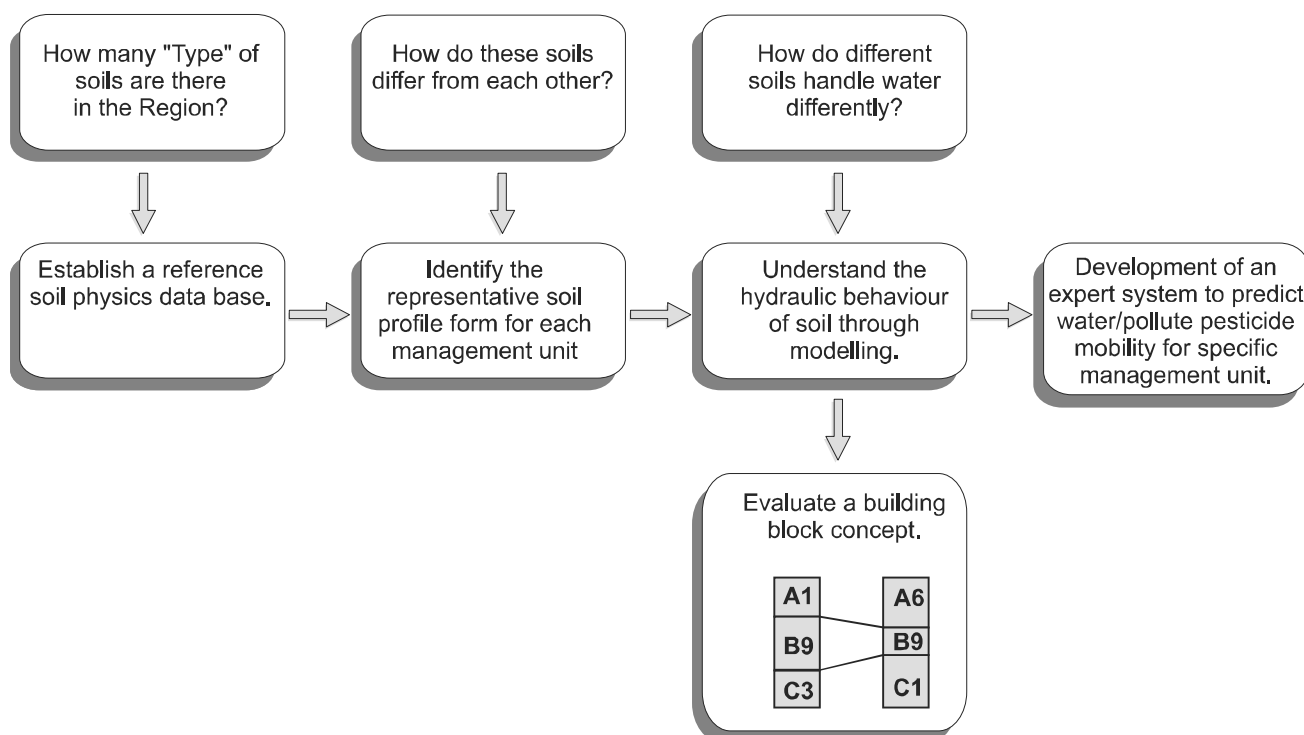 How many "Type" of
soils are there
in the Region?
How do these soils
differ from each other?
How do different
soils handle water
differently?
Establish a reference
soil physics data base.
Identify the
representative soil
profile form for each
management unit
Understand the
hydraulic behaviour
of soil through
modelling.
Development of an
expert system to predict
water/pollute pesticide
mobility for specific
management unit.
Evaluate a building
block concept.
A1
B9
C3
A6
B9
C1